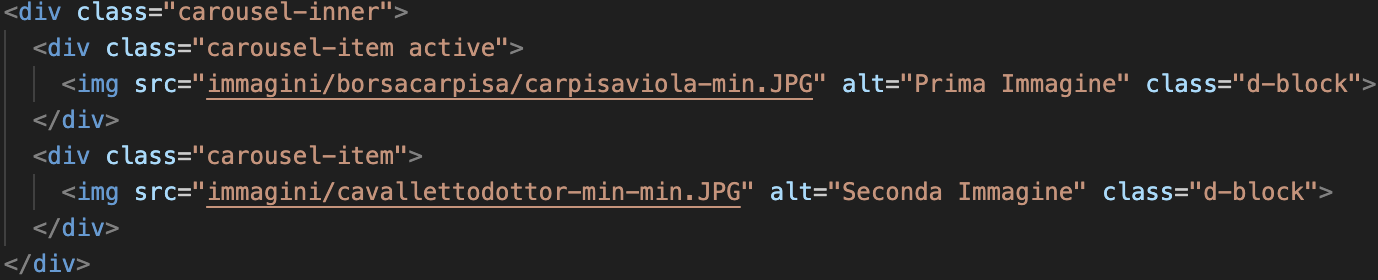 <div class="carousel-inner">
<div class="carousel-item active">
<img src="immagini/borsacarpisa/carpisaviola-min.JPG" alt="Prima Immagine" class="d-block">
</div>
<div class="carousel-item">
<img src="immagini/cavallettodottor-min-min.JPG" alt="Seconda Immagine" class="d-block">
</div>
</div>